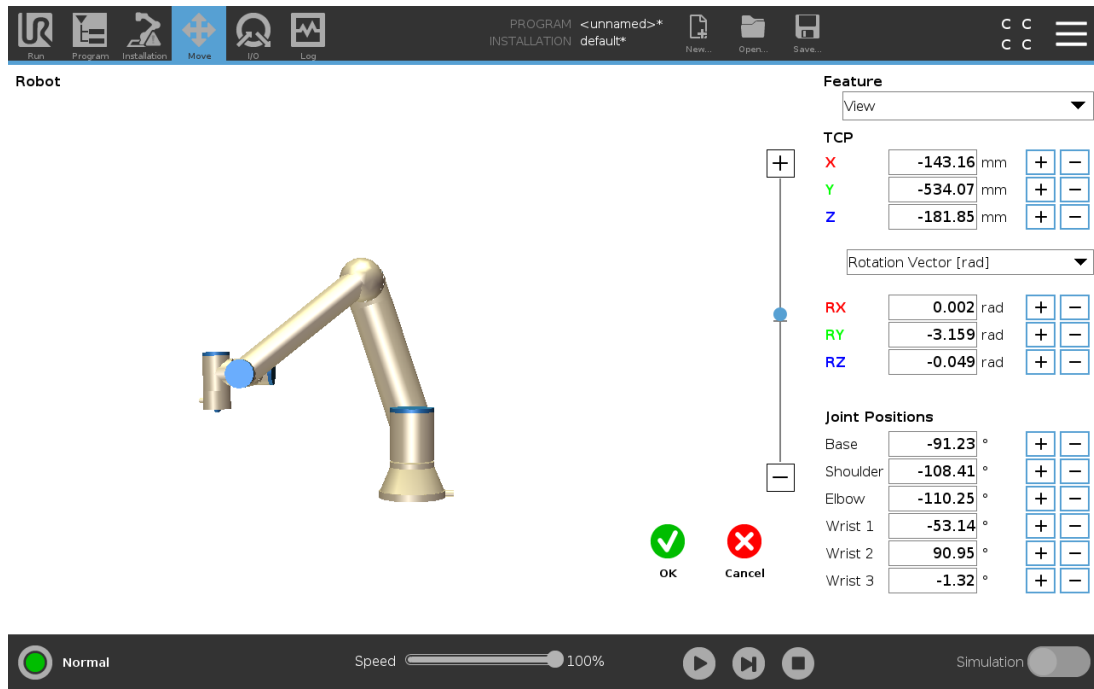 PROGRAM <unnamed>*
INSTALLATION default*
C C
C C
Run Program Installation Move I/O Log New... Open... Save...
Robot
Feature
View
TCP
X -143.16 mm + −
Y -534.07 mm + −
Z -181.85 mm + −
Rotation Vector [rad]
RX 0.002 rad + −
RY -3.159 rad + −
RZ -0.049 rad + −
Joint Positions
Base -91.23 ° + −
Shoulder -108.41 ° + −
Elbow -110.25 ° + −
Wrist 1 -53.14 ° + −
Wrist 2 90.95 ° + −
Wrist 3 -1.32 ° + −
OK Cancel
Normal Speed 100% Simulation